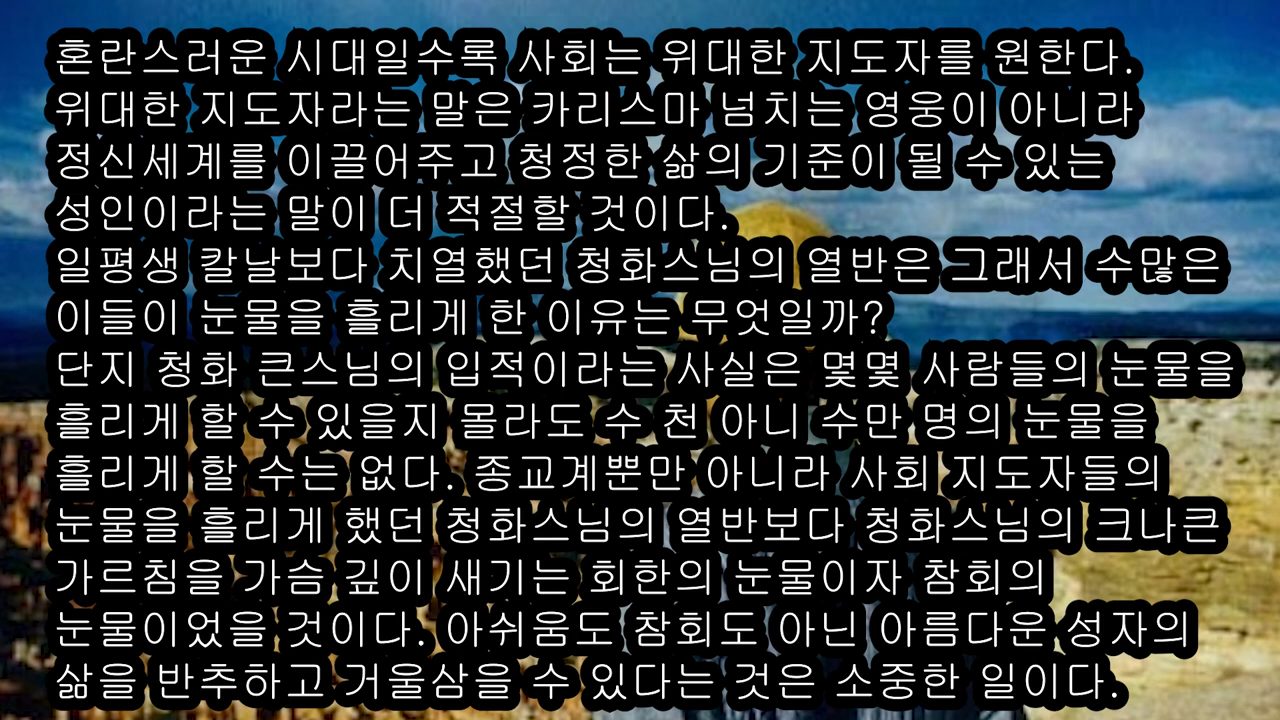 혼란스러운 시대일수록 사회는 위대한 지도자를 원한다.
위대한 지도자라는 말은 카리스마 넘치는 영웅이 아니라
정신세계를 이끌어주고 청정한 삶의 기준이 될 수 있는
성인이라는 말이 더 적절할 것이다.
일평생 칼날보다 치열했던 청화스님의 열반은 그래서 수많은
이들이 눈물을 흘리게 한 이유는 무엇일까?
단지 청화 큰스님의 입적이라는 사실은 몇몇 사람들의 눈물을
흘리게 할 수 있을지 몰라도 수 천 아니 수만 명의 눈물을
흘리게 할 수는 없다. 종교계뿐만 아니라 사회 지도자들의
눈물을 흘리게 했던 청화스님의 열반보다 청화스님의 크나큰
가르침을 가슴 깊이 새기는 회한의 눈물이자 참회의
눈물이었을 것이다. 아쉬움도 참회도 아닌 아름다운 성자의
삶을 반추하고 거울삼을 수 있다는 것은 소중한 일이다.